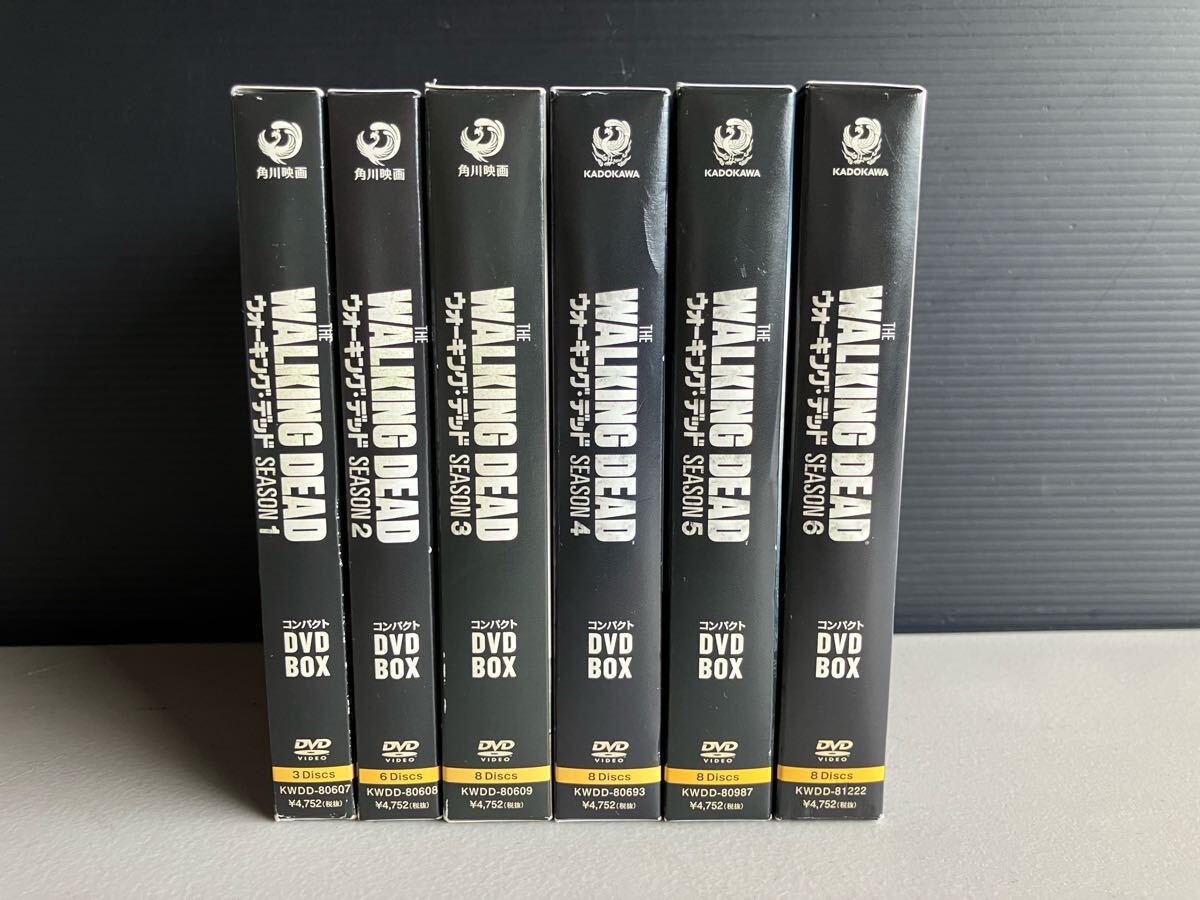 角川映画
THE
WALKING DEAD
ウォーキング・デッド SEASON 1
コンパクト
DVD
BOX
DVD
VIDEO
3 Discs
KWDD-80607
¥4,752(税抜)
角川映画
THE
WALKING DEAD
ウォーキング・デッド SEASON 2
コンパクト
DVD
BOX
DVD
VIDEO
6 Discs
KWDD-80608
¥4,752(税抜)
角川映画
THE
WALKING DEAD
ウォーキング・デッド SEASON 3
コンパクト
DVD
BOX
DVD
VIDEO
8 Discs
KWDD-80609
¥4,752(税抜)
KADOKAWA
THE
WALKING DEAD
ウォーキング・デッド SEASON 4
コンパクト
DVD
BOX
DVD
VIDEO
8 Discs
KWDD-80693
¥4,752(税抜)
KADOKAWA
THE
WALKING DEAD
ウォーキング・デッド SEASON 5
コンパクト
DVD
BOX
DVD
VIDEO
8 Discs
KWDD-80987
¥4,752(税抜)
KADOKAWA
THE
WALKING DEAD
ウォーキング・デッド SEASON 6
コンパクト
DVD
BOX
DVD
VIDEO
8 Discs
KWDD-81222
¥4,752(税抜)